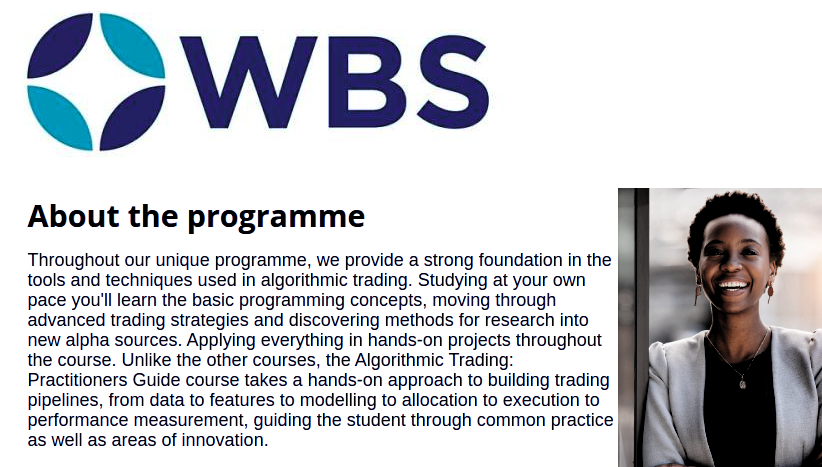 WBS
About the programme
Throughout our unique programme, we provide a strong foundation in the
tools and techniques used in algorithmic trading. Studying at your own
pace you'll learn the basic programming concepts, moving through
advanced trading strategies and discovering methods for research into
new alpha sources. Applying everything in hands-on projects throughout
the course. Unlike the other courses, the Algorithmic Trading:
Practitioners Guide course takes a hands-on approach to building trading
pipelines, from data to features to modelling to allocation to execution to
performance measurement, guiding the student through common practice
as well as areas of innovation.